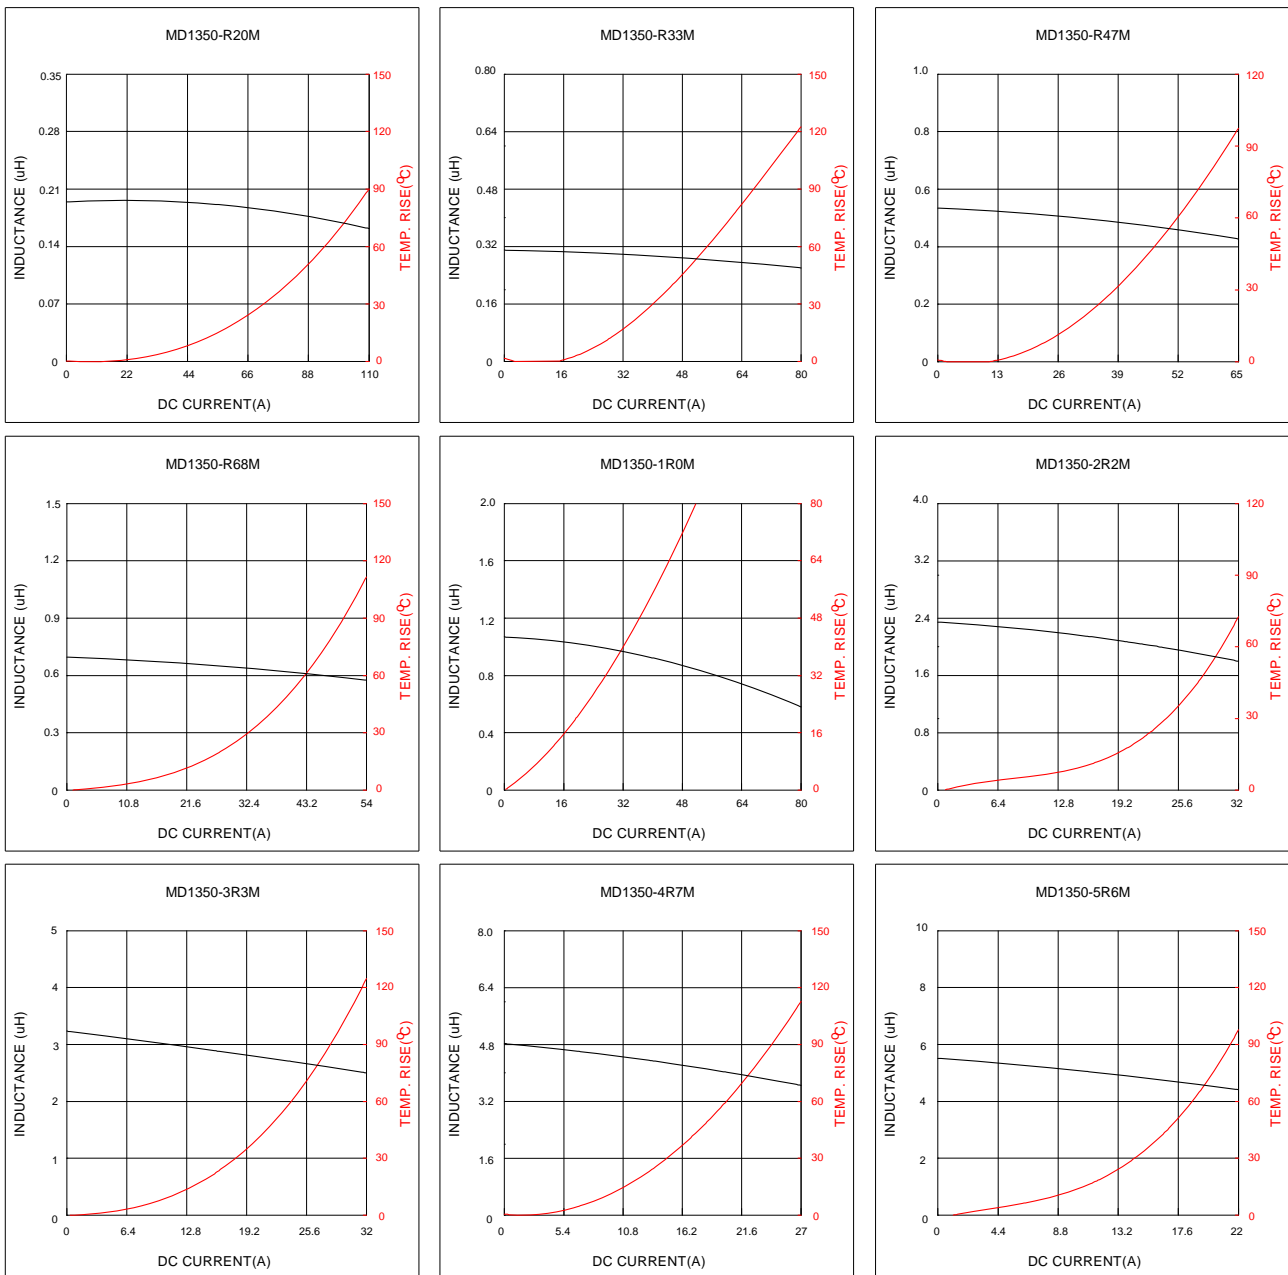 MD1350-R20M
INDUCTANCE (uH)
0.35
0.28
0.21
0.14
0.07
0
150
120
90
60
30
0
TEMP. RISE(ºC)
0 22 44 66 88 110
DC CURRENT(A)
MD1350-R33M
INDUCTANCE (uH)
0.80
0.64
0.48
0.32
0.16
0
150
120
90
60
30
0
TEMP. RISE(ºC)
0 16 32 48 64 80
DC CURRENT(A)
MD1350-R47M
INDUCTANCE (uH)
1.0
0.8
0.6
0.4
0.2
0
120
90
60
30
0
TEMP. RISE(ºC)
0 13 26 39 52 65
DC CURRENT(A)
MD1350-R68M
INDUCTANCE (uH)
1.5
1.2
0.9
0.6
0.3
0
150
120
90
60
30
0
TEMP. RISE(ºC)
0 10.8 21.6 32.4 43.2 54
DC CURRENT(A)
MD1350-1R0M
INDUCTANCE (uH)
2.0
1.6
1.2
0.8
0.4
0
80
64
48
32
16
0
TEMP. RISE(ºC)
0 16 32 48 64 80
DC CURRENT(A)
MD1350-2R2M
INDUCTANCE (uH)
4.0
3.2
2.4
1.6
0.8
0
120
90
60
30
0
TEMP. RISE(ºC)
0 6.4 12.8 19.2 25.6 32
DC CURRENT(A)
MD1350-3R3M
INDUCTANCE (uH)
5
4
3
2
1
0
150
120
90
60
30
0
TEMP. RISE(ºC)
0 6.4 12.8 19.2 25.6 32
DC CURRENT(A)
MD1350-4R7M
INDUCTANCE (uH)
8.0
6.4
4.8
3.2
1.6
0
150
120
90
60
30
0
TEMP. RISE(ºC)
0 5.4 10.8 16.2 21.6 27
DC CURRENT(A)
MD1350-5R6M
INDUCTANCE (uH)
10
8
6
4
2
0
150
120
90
60
30
0
TEMP. RISE(ºC)
0 4.4 8.8 13.2 17.6 22
DC CURRENT(A)